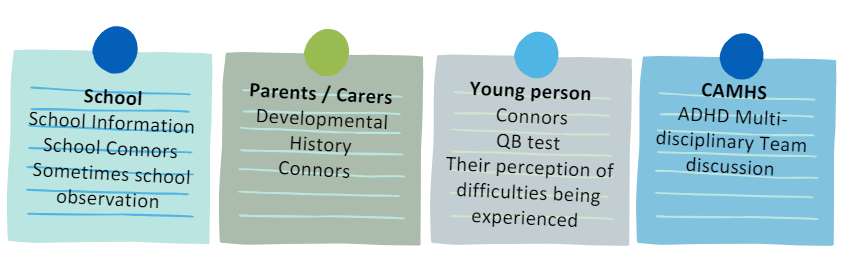 School
School Information
School Connors
Sometimes school
observation
Parents / Carers
Developmental
History
Connors
Young person
Connors
QB test
Their perception of
difficulties being
experienced
CAMHS
ADHD Multi-
disciplinary Team
discussion